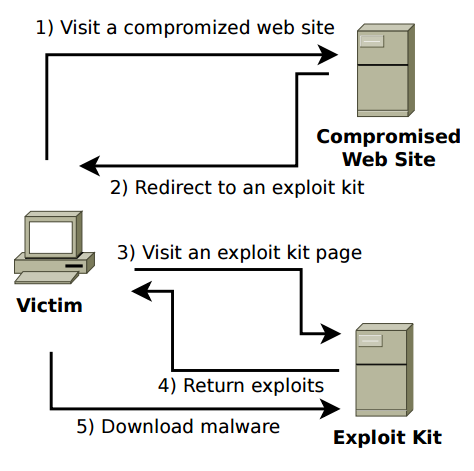 1) Visit a compromized web site
Compromised
Web Site
2) Redirect to an exploit kit
3) Visit an exploit kit page
Victim
4) Return exploits
5) Download malware
Exploit Kit